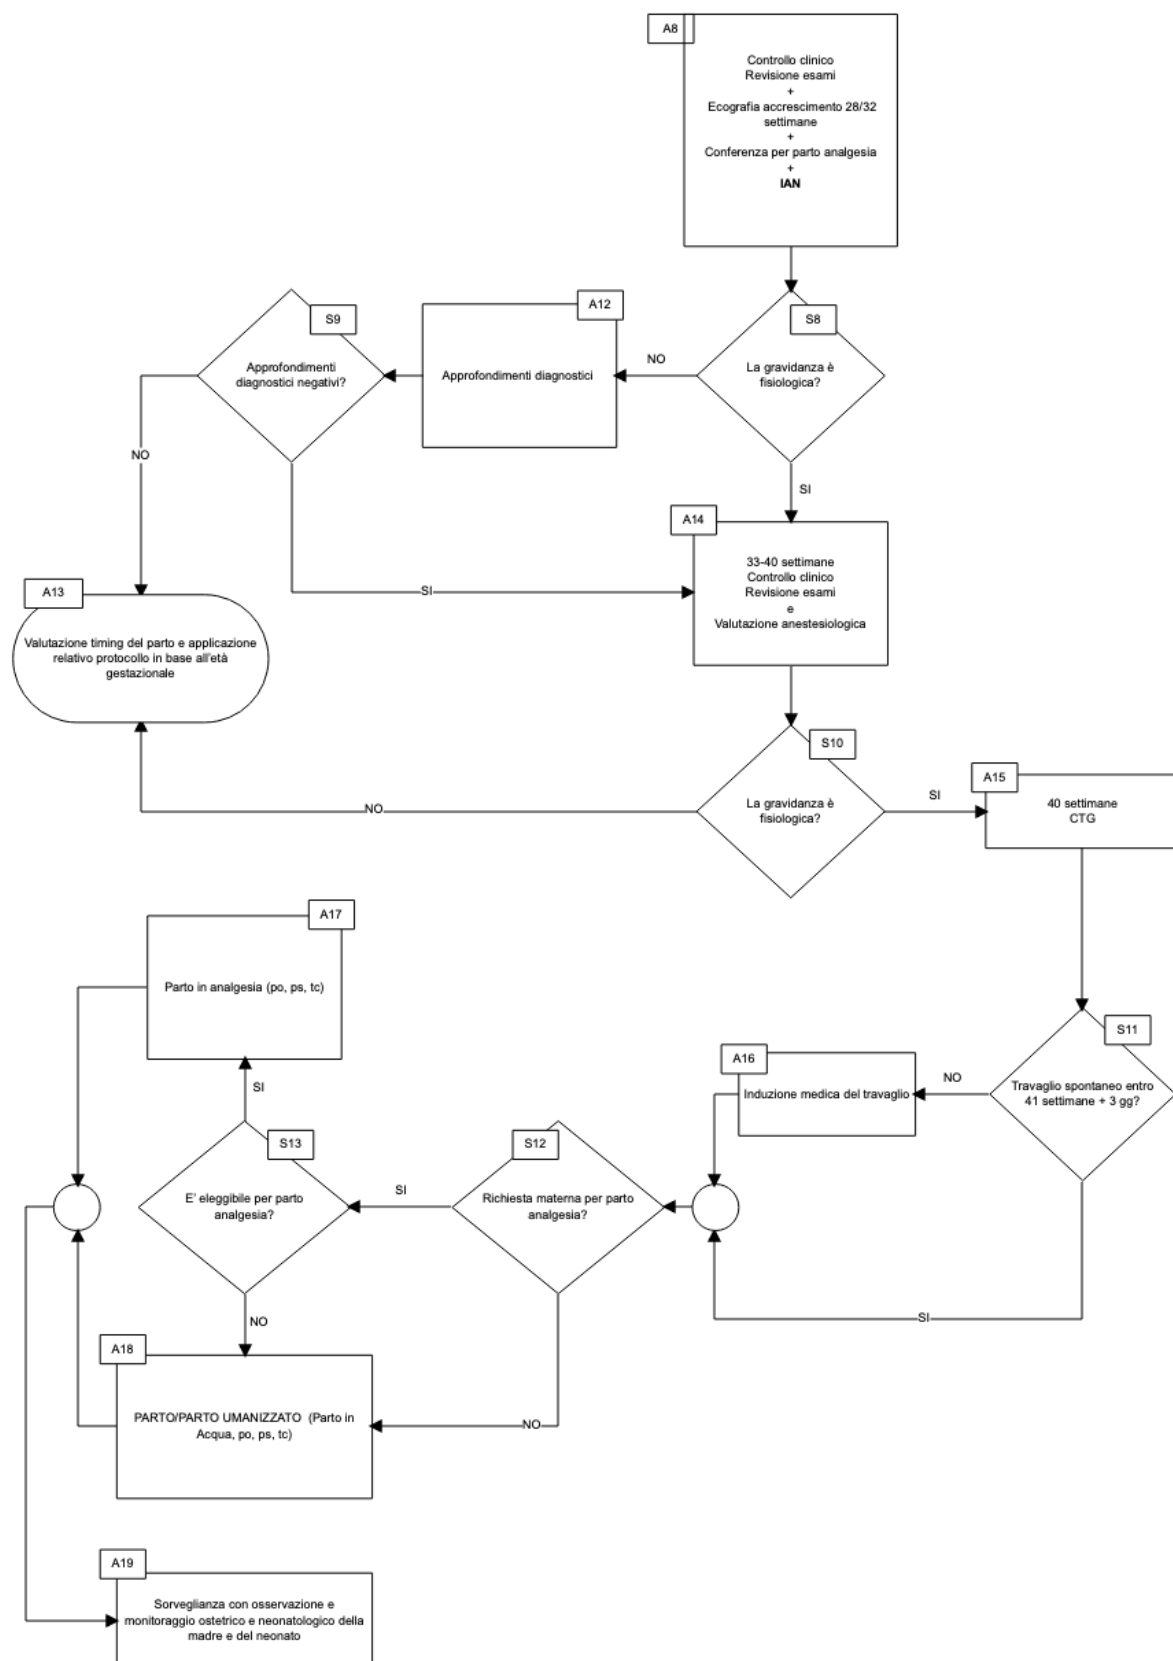 A8
Controllo clinico
Revisione esami
+
Ecografia accrescimento 28/32
settimane
+
Conferenza per parto analgesia
+
IAN
S8
La gravidanza è
fisiologica?
NO
SI
A12
Approfondimenti diagnostici
S9
Approfondimenti
diagnostici negativi?
NO
SI
A14
33-40 settimane
Controllo clinico
Revisione esami
e
Valutazione anestesiologica
A13
Valutazione timing del parto e applicazione
relativo protocollo in base all'età
gestazionale
S10
La gravidanza è
fisiologica?
NO
SI
A15
40 settimane
CTG
S11
Travaglio spontaneo entro
41 settimane + 3 gg?
NO
SI
A16
Induzione medica del travaglio
S12
Richiesta materna per parto
analgesia?
SI
NO
S13
E' eleggibile per parto
analgesia?
SI
NO
A17
Parto in analgesia (po, ps, tc)
A18
PARTO/PARTO UMANIZZATO (Parto in
Acqua, po, ps, tc)
A19
Sorveglianza con osservazione e
monitoraggio ostetrico e neonatologico della
madre e del neonato